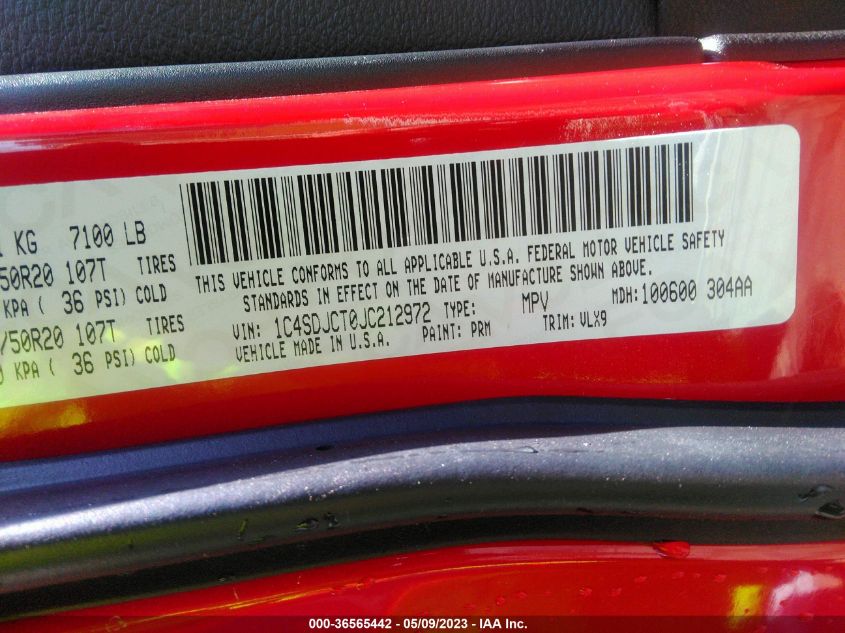 KG 7100 LB
/50R20 107T TIRES
KPA ( 36 PSI) COLD
/50R20 107T TIRES
KPA ( 36 PSI) COLD
THIS VEHICLE CONFORMS TO ALL APPLICABLE U.S.A. FEDERAL MOTOR VEHICLE SAFETY
STANDARDS IN EFFECT ON THE DATE OF MANUFACTURE SHOWN ABOVE.
VIN: 1C4SDJCT0JC212972 TYPE: MPV MDH: 100600 304AA
VEHICLE MADE IN U.S.A. PAINT: PRM TRIM: VLX9
000-36565442 - 05/09/2023 - IAA Inc.